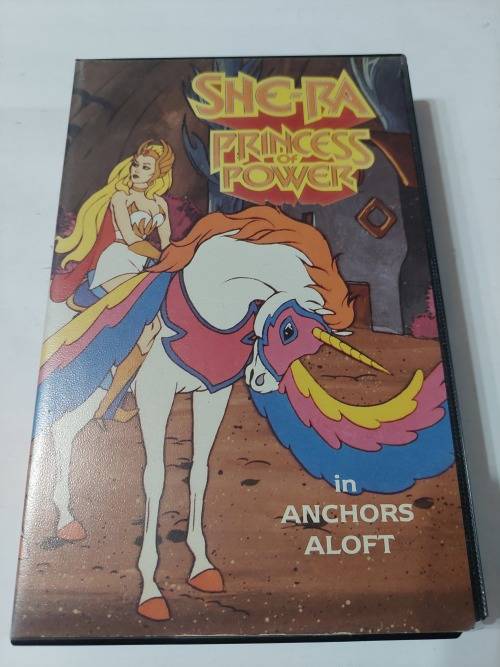 SHE-RA
PRINCESS
OF
POWER
in
ANCHORS
ALOFT